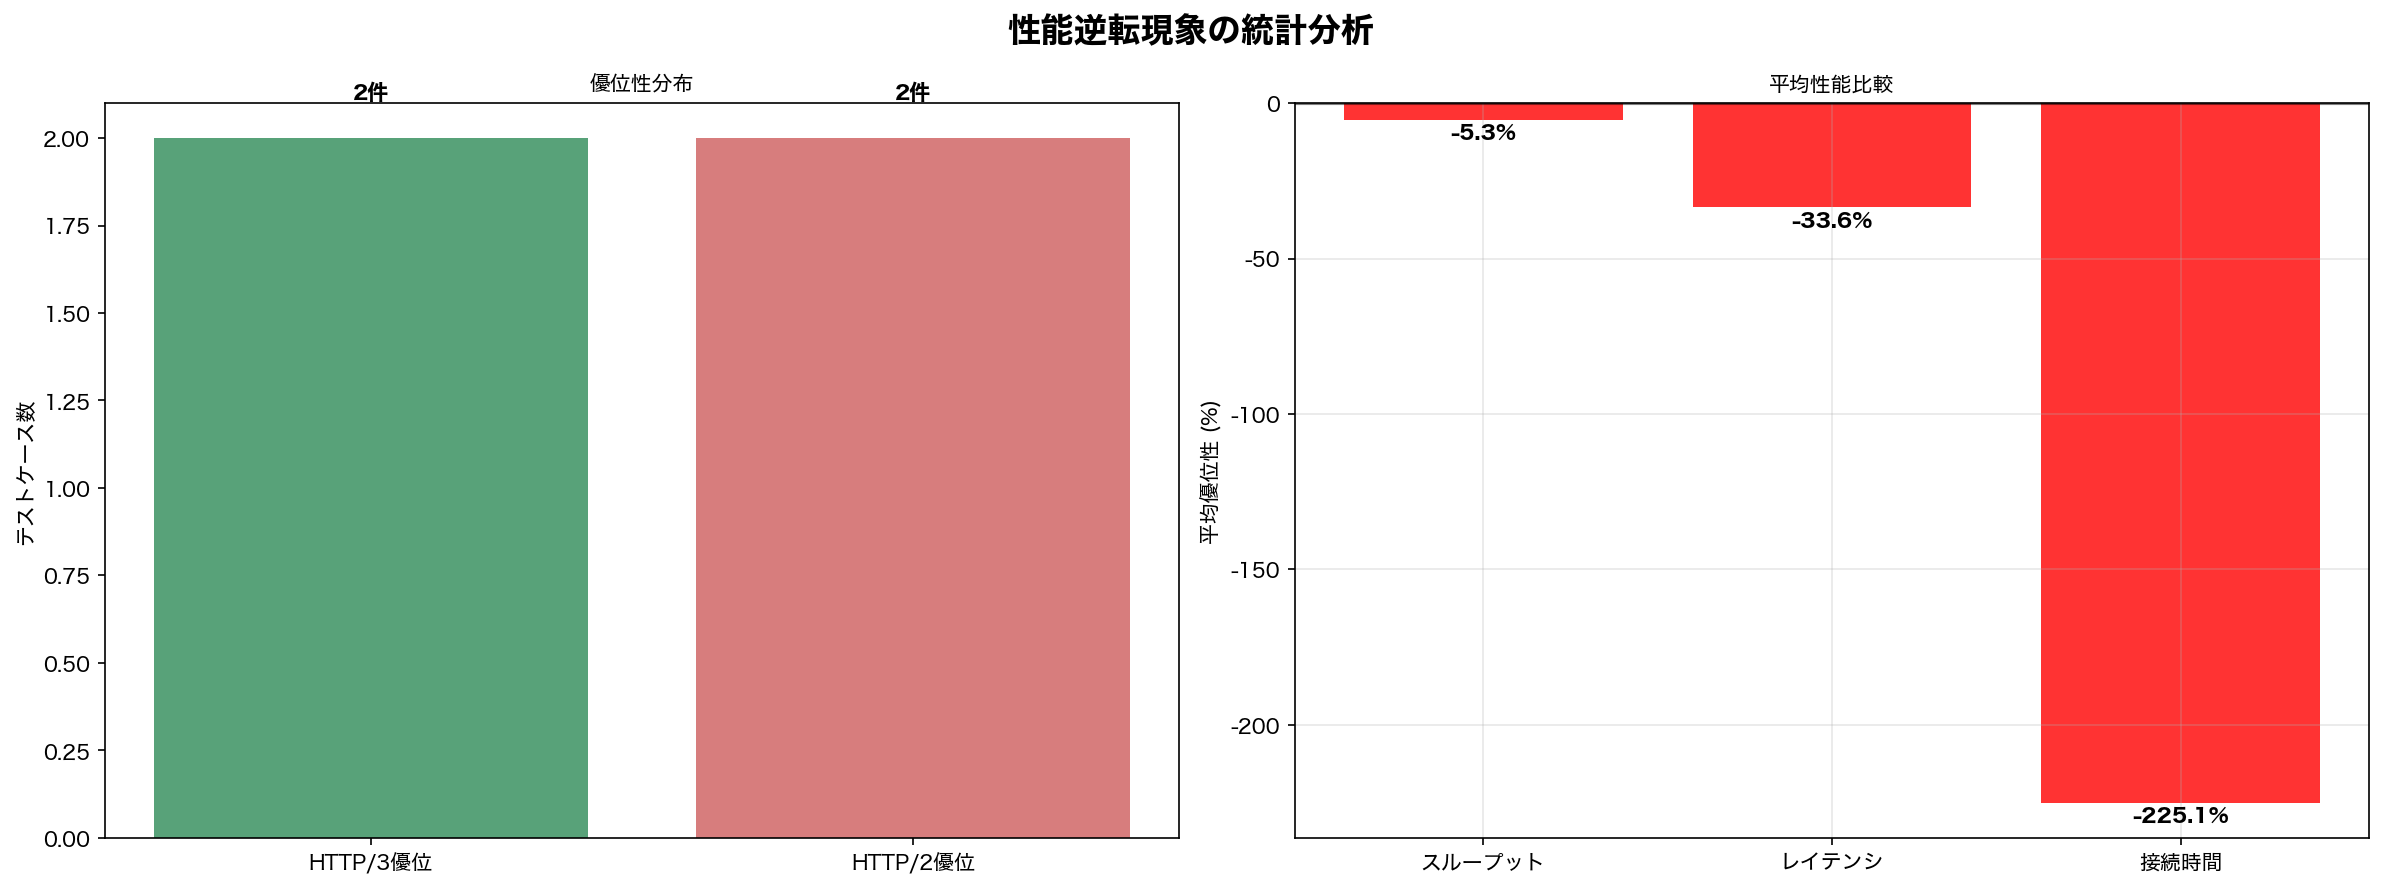 性能逆転現象の統計分析
優位性分布
2件
2件
2.00
1.75
1.50
1.25
1.00
0.75
0.50
0.25
0.00
テストケース数
HTTP/3優位
HTTP/2優位
平均性能比較
0
-50
-100
-150
-200
平均優位性 (%)
-5.3%
-33.6%
-225.1%
スループット
レイテンシ
接続時間